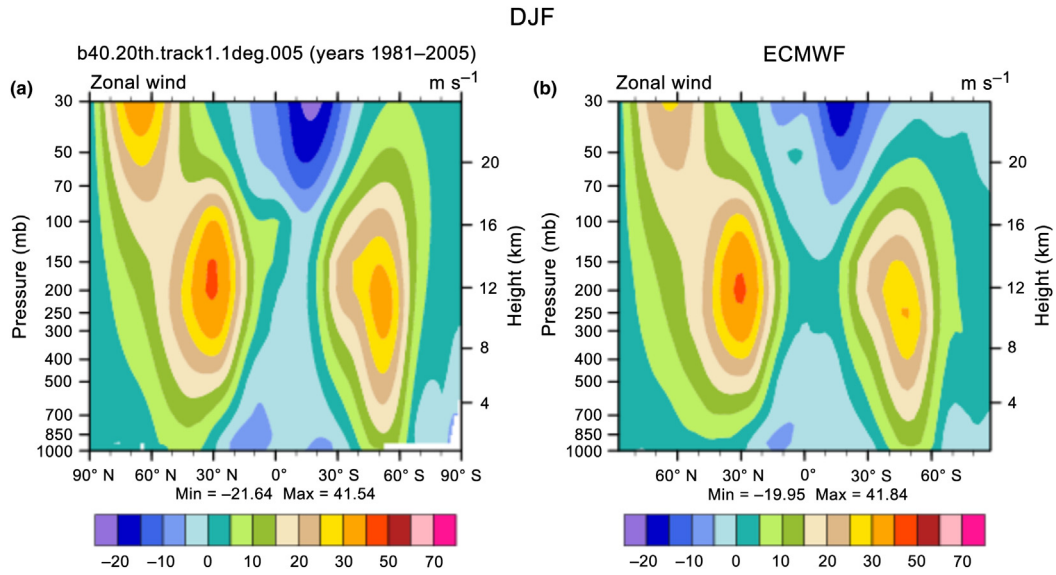 DJF
b40.20th.track1.1deg.005 (years 1981–2005)
(a) Zonal wind m s–1
30
50
70
100
150
200
250
300
400
500
700
850
1000
Pressure (mb)
20
16
12
8
4
Height (km)
90° N 60° N 30° N 0° 30° S 60° S 90° S
Min = –21.64 Max = 41.54
–20 –10 0 10 20 30 50 70
ECMWF
(b) Zonal wind m s–1
30
50
70
100
150
200
250
300
400
500
700
850
1000
Pressure (mb)
20
16
12
8
4
Height (km)
60° N 30° N 0° 30° S 60° S
Min = –19.95 Max = 41.84
–20 –10 0 10 20 30 50 70